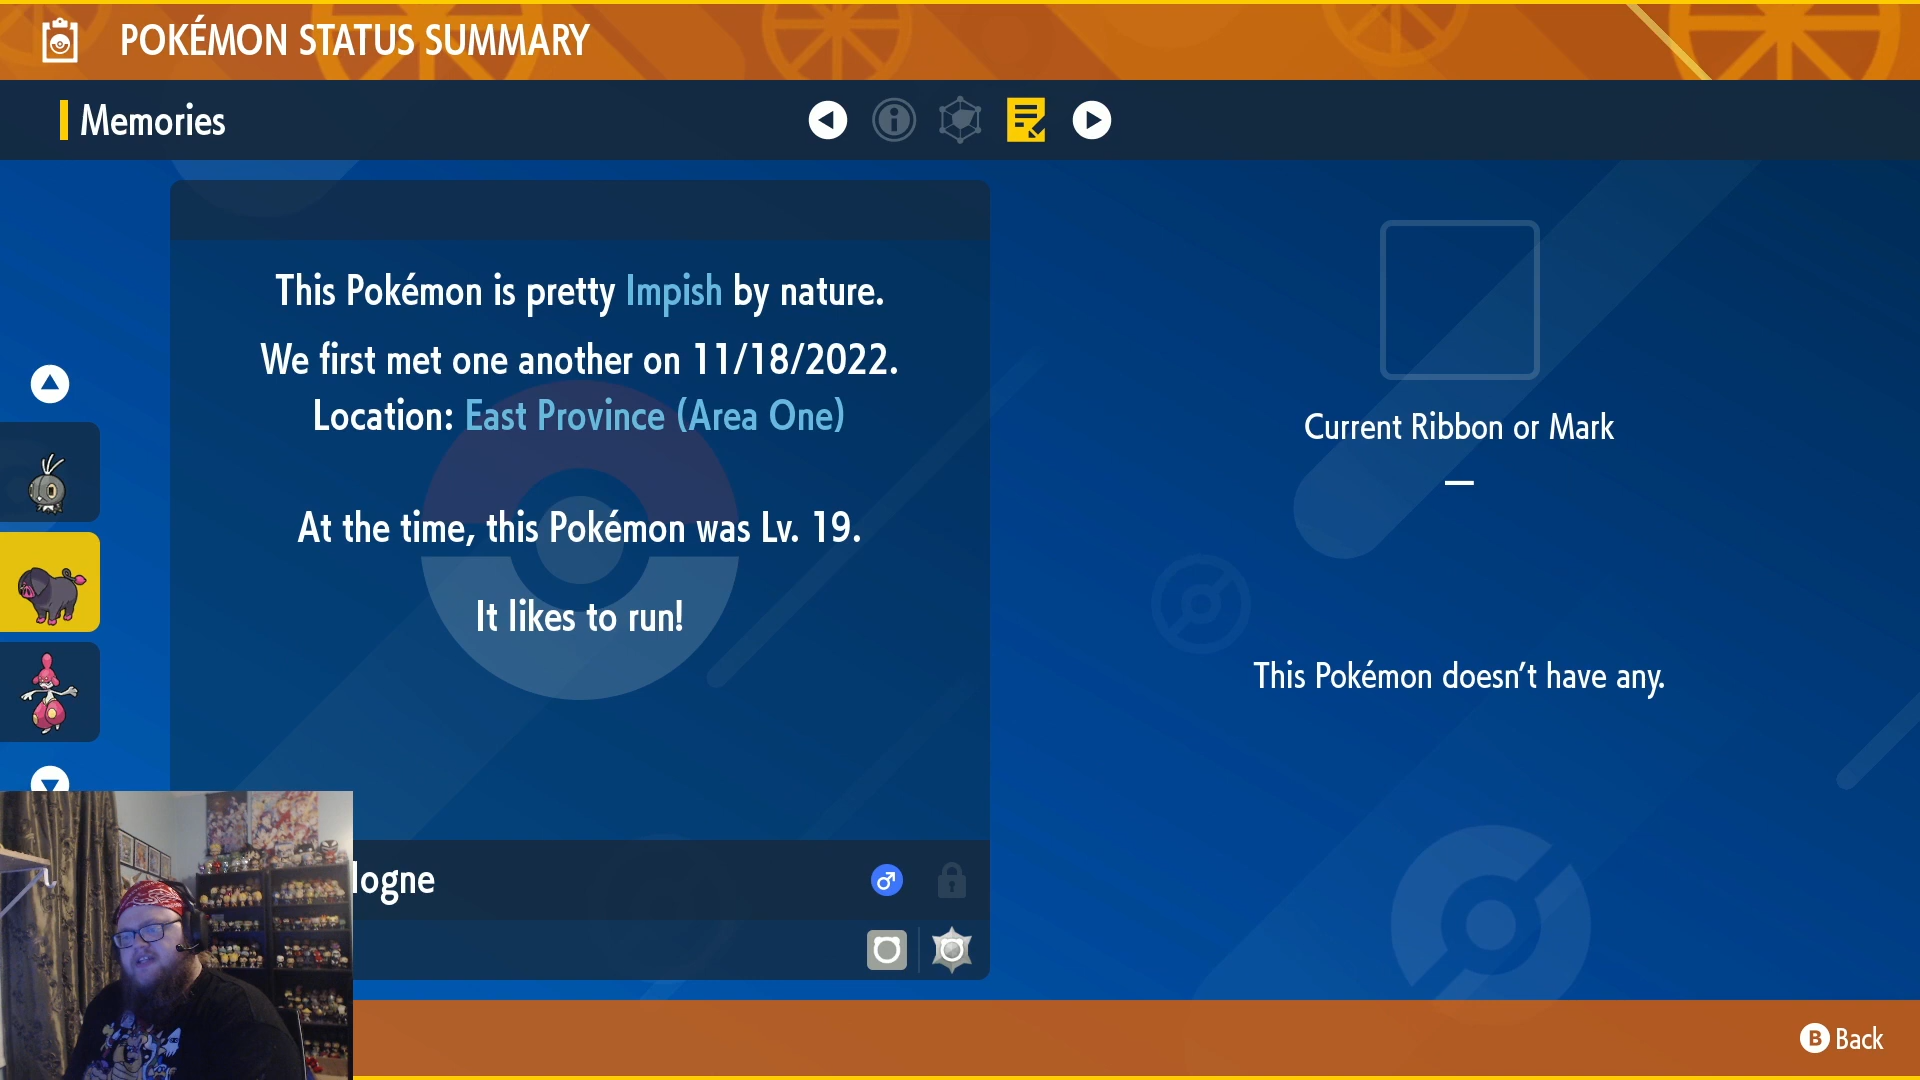 POKÉMON STATUS SUMMARY
Memories
This Pokémon is pretty Impish by nature.
We first met one another on 11/18/2022.
Location: East Province (Area One)
At the time, this Pokémon was Lv. 19.
It likes to run!
Current Ribbon or Mark
—
This Pokémon doesn't have any.
logne
B Back